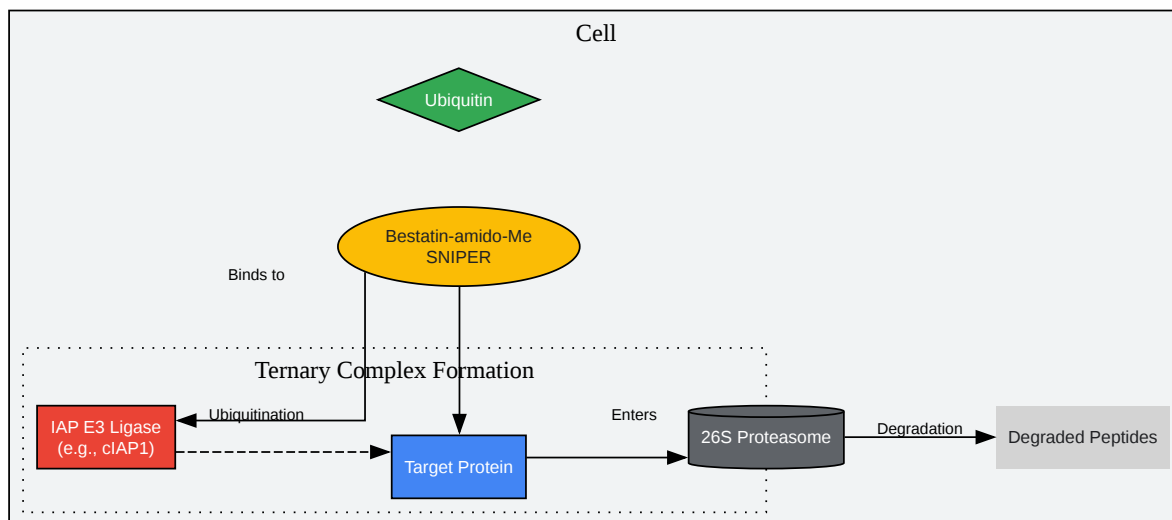 Cell
Ubiquitin
Bestatin-amido-Me
SNIPER
Binds to
Ternary Complex Formation
IAP E3 Ligase
(e.g., cIAP1)
Ubiquitination
Target Protein
Enters
26S Proteasome
Degradation
Degraded Peptides